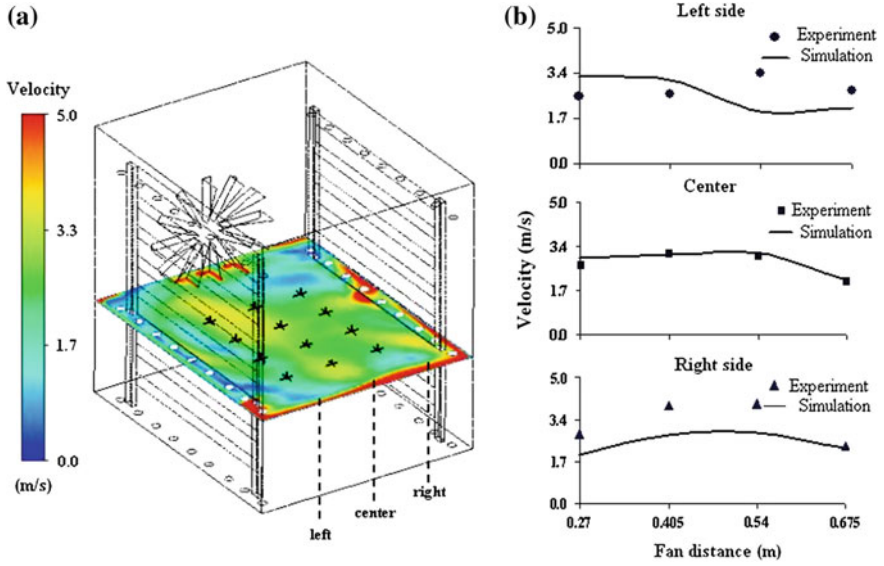 (a)
Velocity
5.0
3.3
1.7
0.0
(m/s)
left
center
right
(b)
Left side
5.0
3.4
1.7
0.0
Experiment
Simulation
Center
5.0
3.4
1.7
0.0
Experiment
Simulation
Velocity (m/s)
Right side
5.0
3.4
1.7
0.0
Experiment
Simulation
0.27
0.405
0.54
0.675
Fan distance (m)